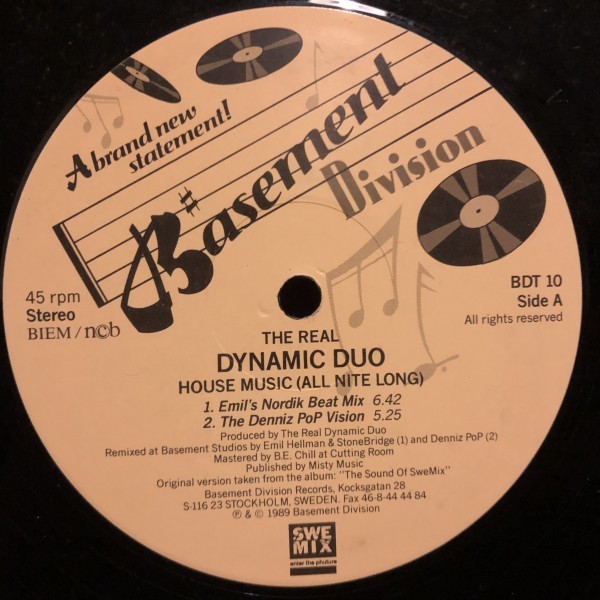 A brand new
statement!
Basement
Division
45 rpm
Stereo
BIEM / ncb
BDT 10
Side A
All rights reserved
THE REAL
DYNAMIC DUO
HOUSE MUSIC (ALL NITE LONG)
1. Emil's Nordik Beat Mix 6.42
2. The Denniz PoP Vision 5.25
Produced by The Real Dynamic Duo
Remixed at Basement Studios by Emil Hellman & StoneBridge (1) and Denniz PoP (2)
Mastered by B.E. Chill at Cutting Room
Published by Misty Music
Original version taken from the album: "The Sound Of SweMix"
Basement Division Records, Kocksgatan 28
S-116 23 STOCKHOLM, SWEDEN. Fax 46-8-44 44 84
℗ & © 1989 Basement Division
SWE
MIX
enter the phuture